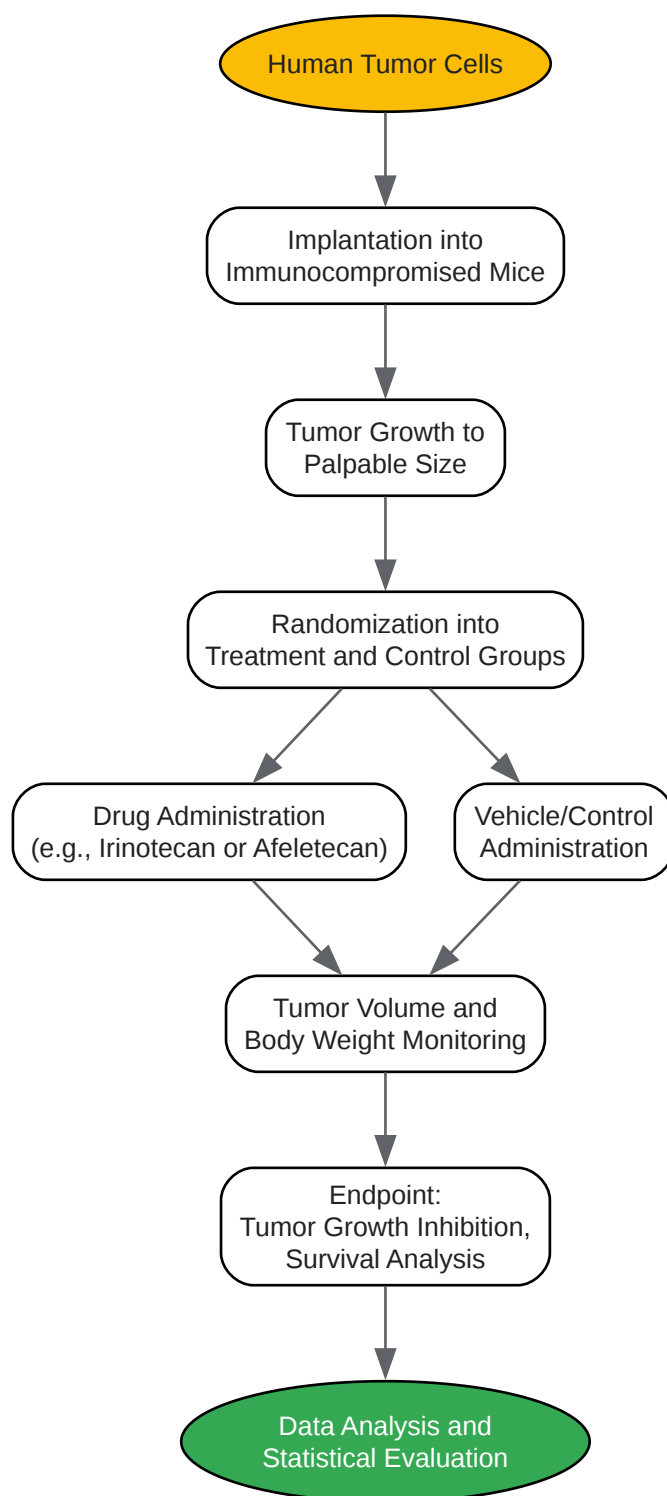 Human Tumor Cells
Implantation into
Immunocompromised Mice
Tumor Growth to
Palpable Size
Randomization into
Treatment and Control Groups
Drug Administration
(e.g., Irinotecan or Afeletecan)
Vehicle/Control
Administration
Tumor Volume and
Body Weight Monitoring
Endpoint:
Tumor Growth Inhibition,
Survival Analysis
Data Analysis and
Statistical Evaluation